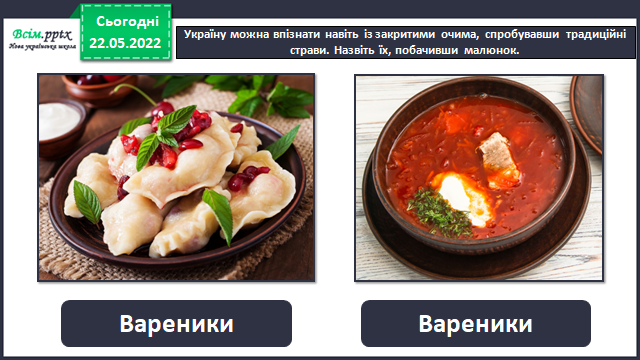 Всім.pptx
Нова українська школа
Сьогодні
22.05.2022
Україну можна впізнати навіть із закритими очима, спробувавши традиційні
страви. Назвіть їх, побачивши малюнок.
Вареники
Вареники